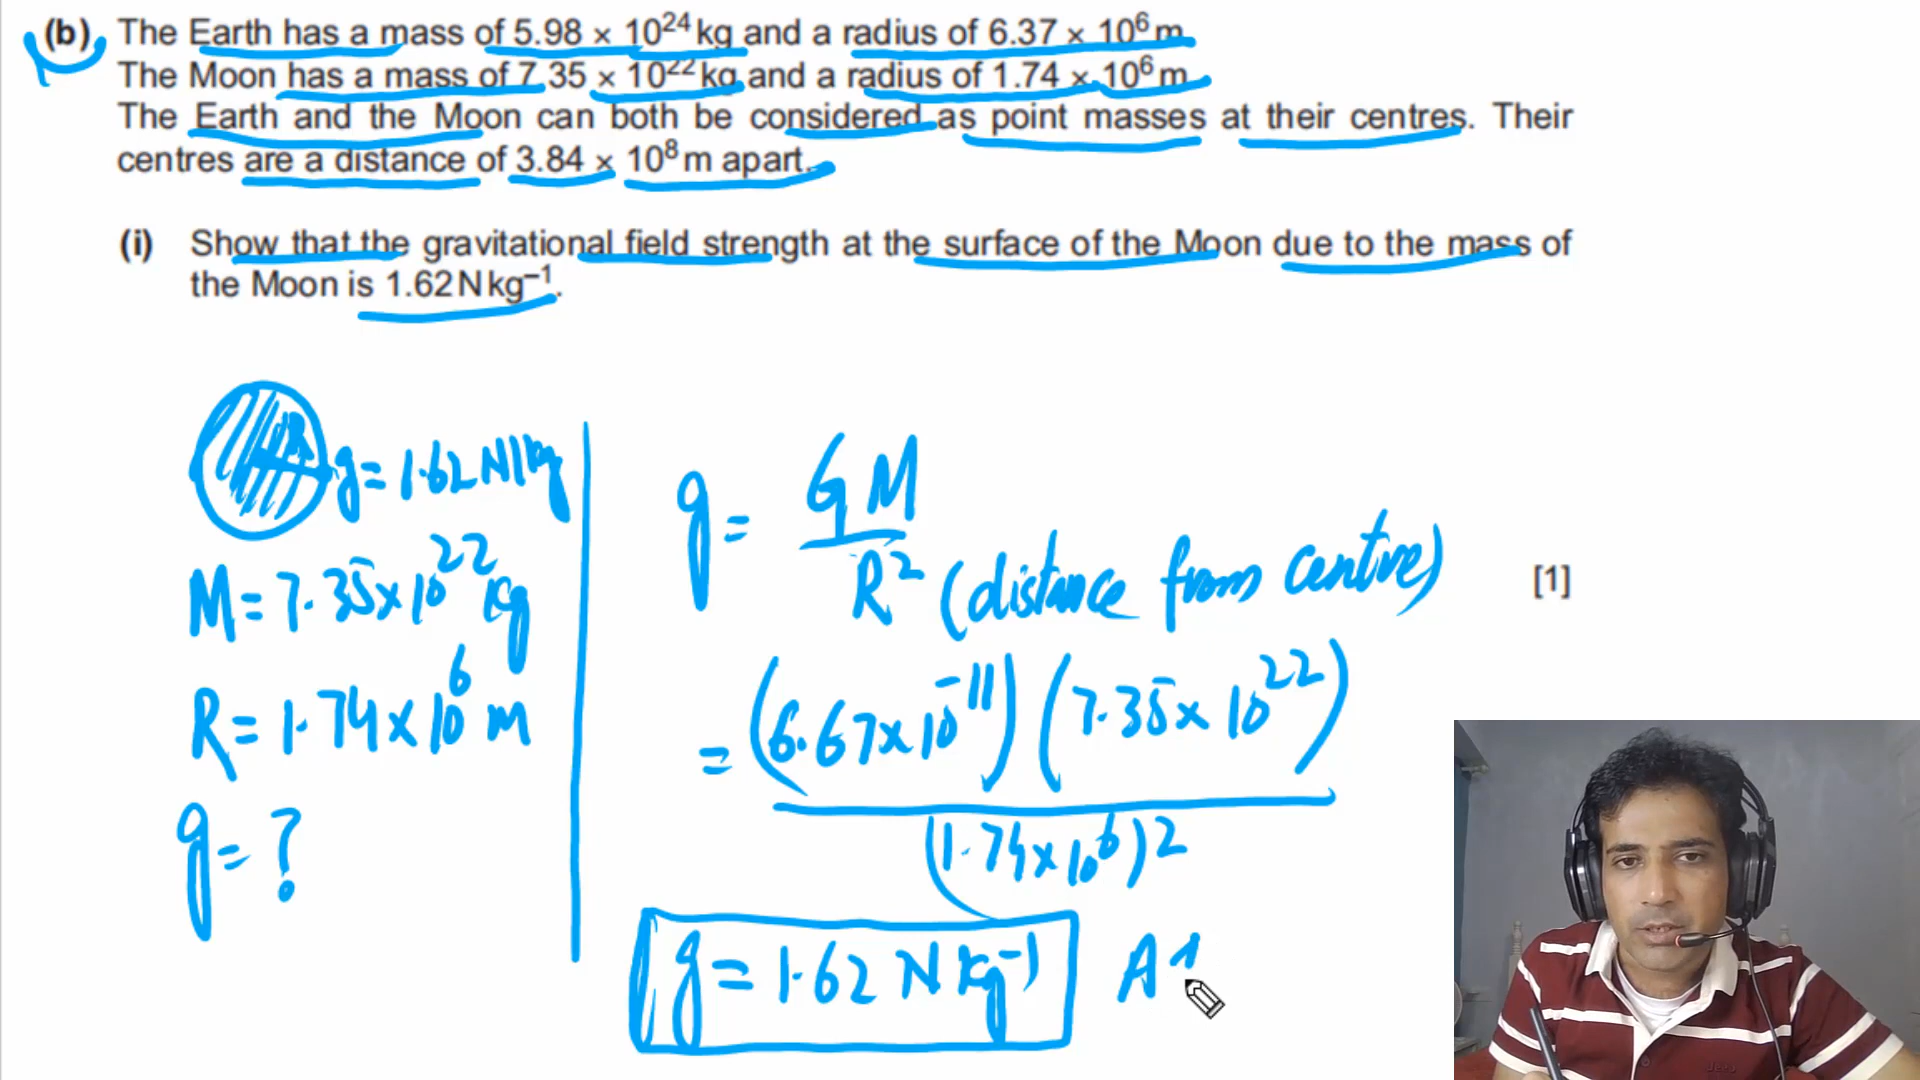 (b) The Earth has a mass of 5.98 × 10²⁴ kg and a radius of 6.37 × 10⁶ m.
The Moon has a mass of 7.35 × 10²² kg and a radius of 1.74 × 10⁶ m.
The Earth and the Moon can both be considered as point masses at their centres. Their
centres are a distance of 3.84 × 10⁸ m apart.
(i) Show that the gravitational field strength at the surface of the Moon due to the mass of
the Moon is 1.62 N kg⁻¹.
R
g = 1.62 N/kg
M = 7.35 × 10²² kg
R = 1.74 × 10⁶ m
g = ?
g = GM
R² (distance from centre)
[1]
= (6.67 × 10⁻¹¹) (7.35 × 10²²)
(1.74 × 10⁶)²
g = 1.62 N kg⁻¹ A1